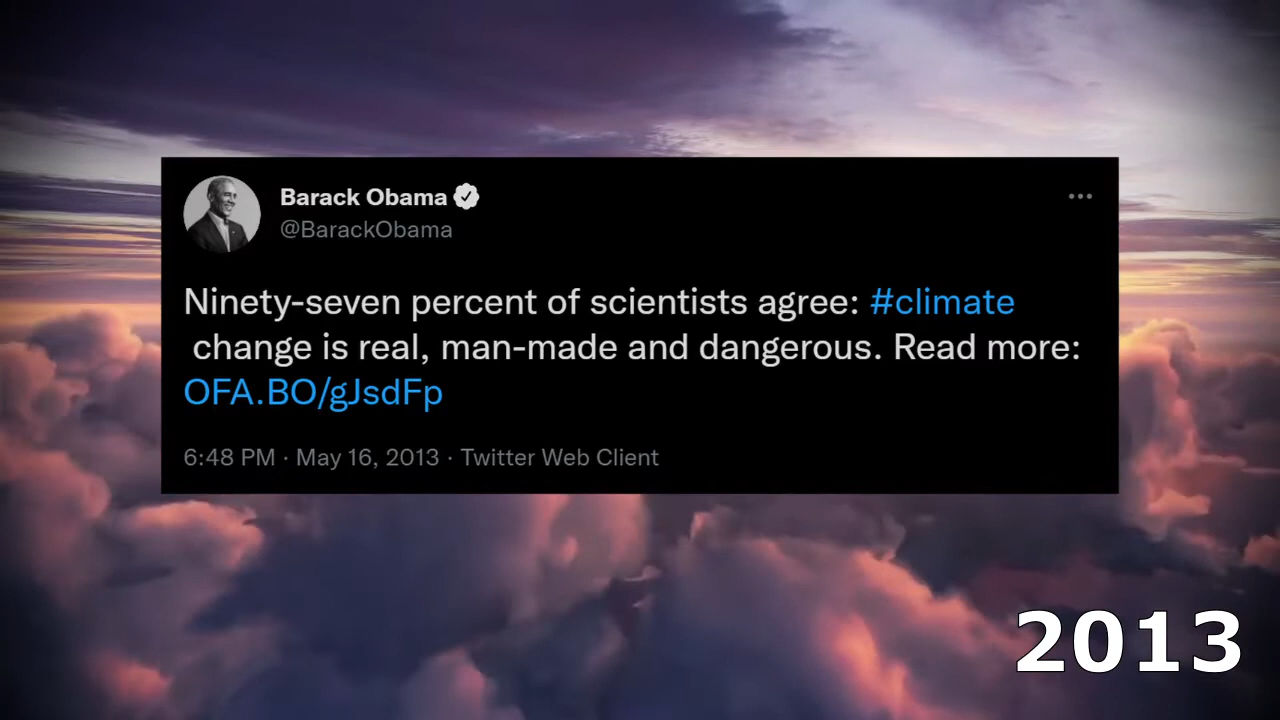 Barack Obama
@BarackObama
Ninety-seven percent of scientists agree: #climate
change is real, man-made and dangerous. Read more:
OFA.BO/gJsdFp
6:48 PM · May 16, 2013 · Twitter Web Client
2013